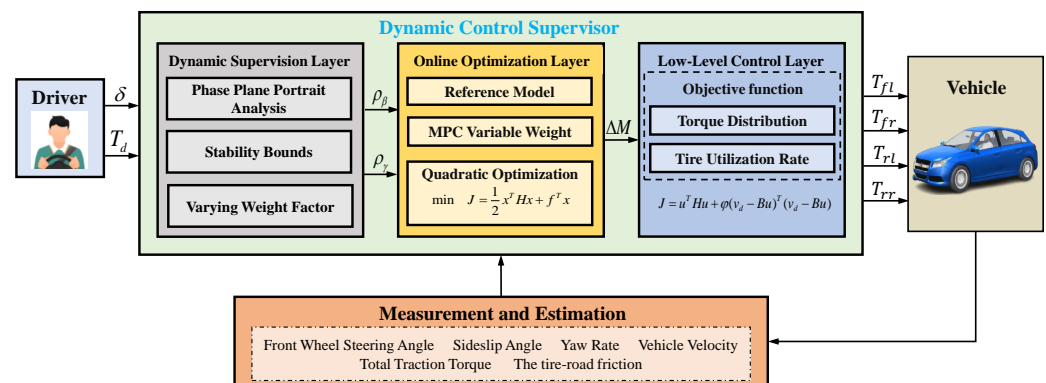 Dynamic Control Supervisor
Driver
δ
T_d
Dynamic Supervision Layer
Phase Plane Portrait
Analysis
Stability Bounds
Varying Weight Factor
ρ_β
ρ_γ
Online Optimization Layer
Reference Model
MPC Variable Weight
Quadratic Optimization
min J = 1/2 x^T Hx + f^T x
ΔM
Low-Level Control Layer
Objective function
Torque Distribution
Tire Utilization Rate
J = u^T Hu + φ(v_d − Bu)^T (v_d − Bu)
T_fl
T_fr
T_rl
T_rr
Vehicle
Measurement and Estimation
Front Wheel Steering Angle Sideslip Angle Yaw Rate Vehicle Velocity
Total Traction Torque The tire-road friction